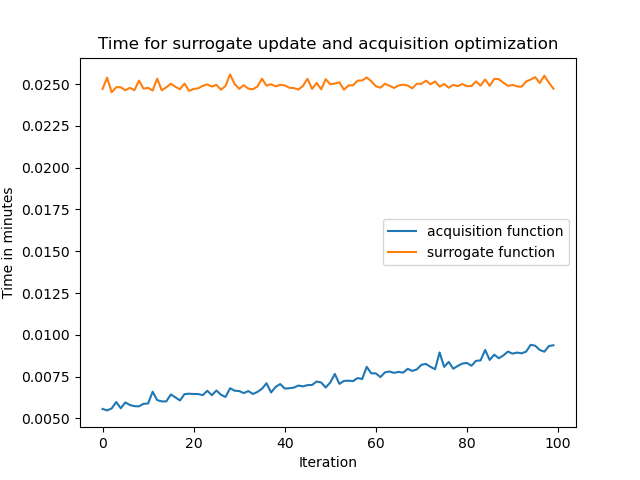 Time for surrogate update and acquisition optimization
0.0250
0.0225
0.0200
0.0175
0.0150
0.0125
0.0100
0.0075
0.0050
Time in minutes
acquisition function
surrogate function
0 20 40 60 80 100
Iteration